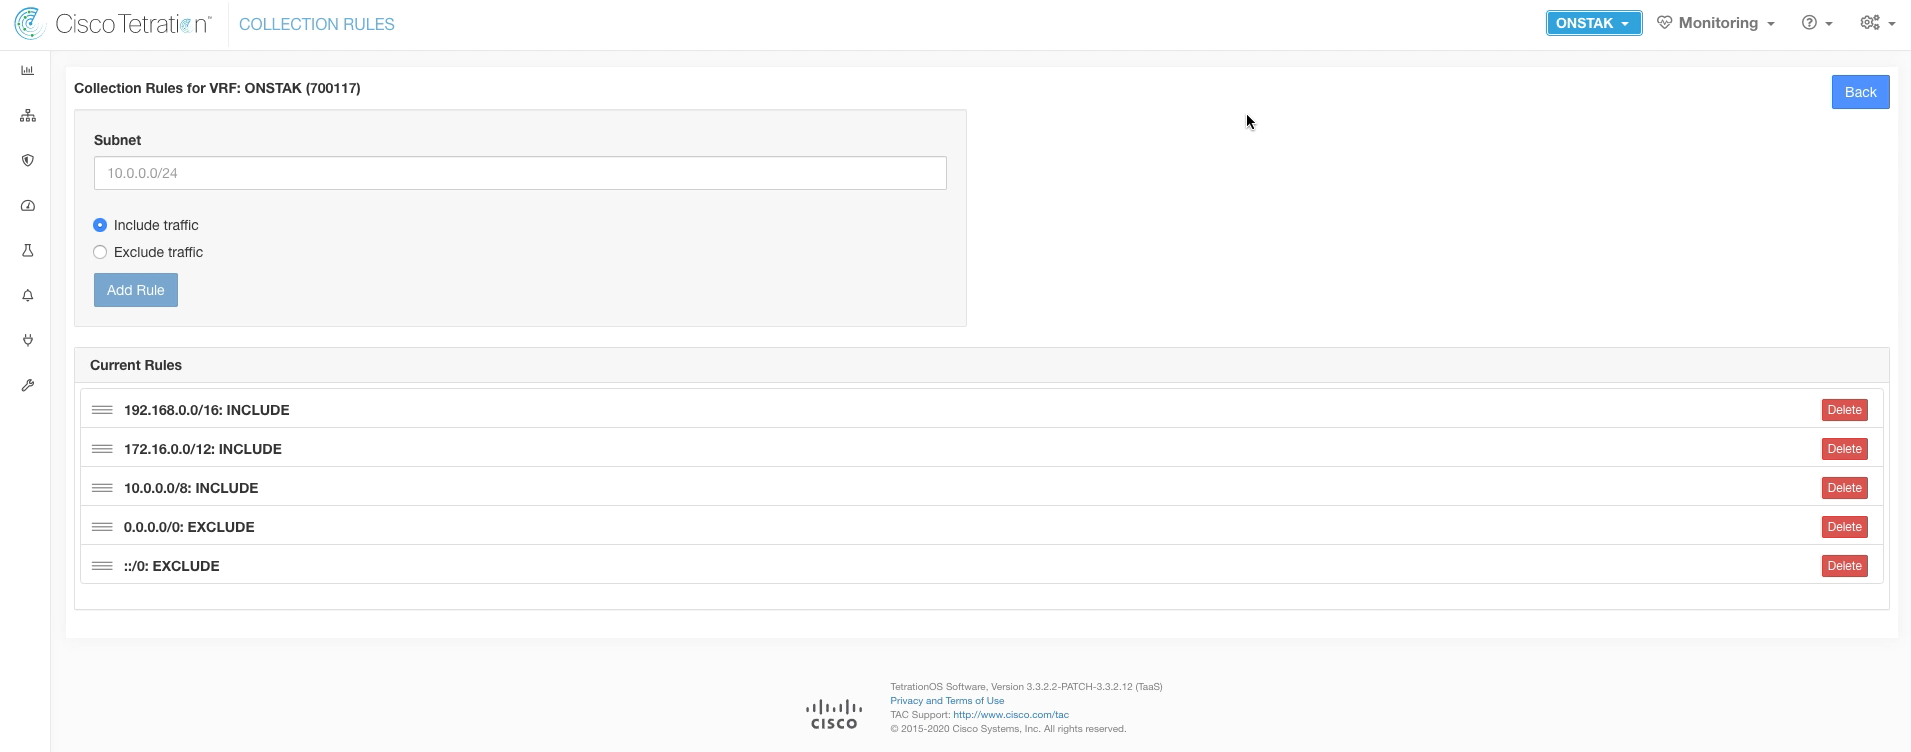 Cisco Tetration™ COLLECTION RULES ONSTAK Monitoring
Collection Rules for VRF: ONSTAK (700117)
Back
Subnet
10.0.0.0/24
Include traffic
Exclude traffic
Add Rule
Current Rules
192.168.0.0/16: INCLUDE Delete
172.16.0.0/12: INCLUDE Delete
10.0.0.0/8: INCLUDE Delete
0.0.0.0/0: EXCLUDE Delete
::/0: EXCLUDE Delete
TetrationOS Software, Version 3.3.2.2-PATCH-3.3.2.12 (TaaS)
Privacy and Terms of Use
TAC Support: http://www.cisco.com/tac
© 2015-2020 Cisco Systems, Inc. All rights reserved.
CISCO